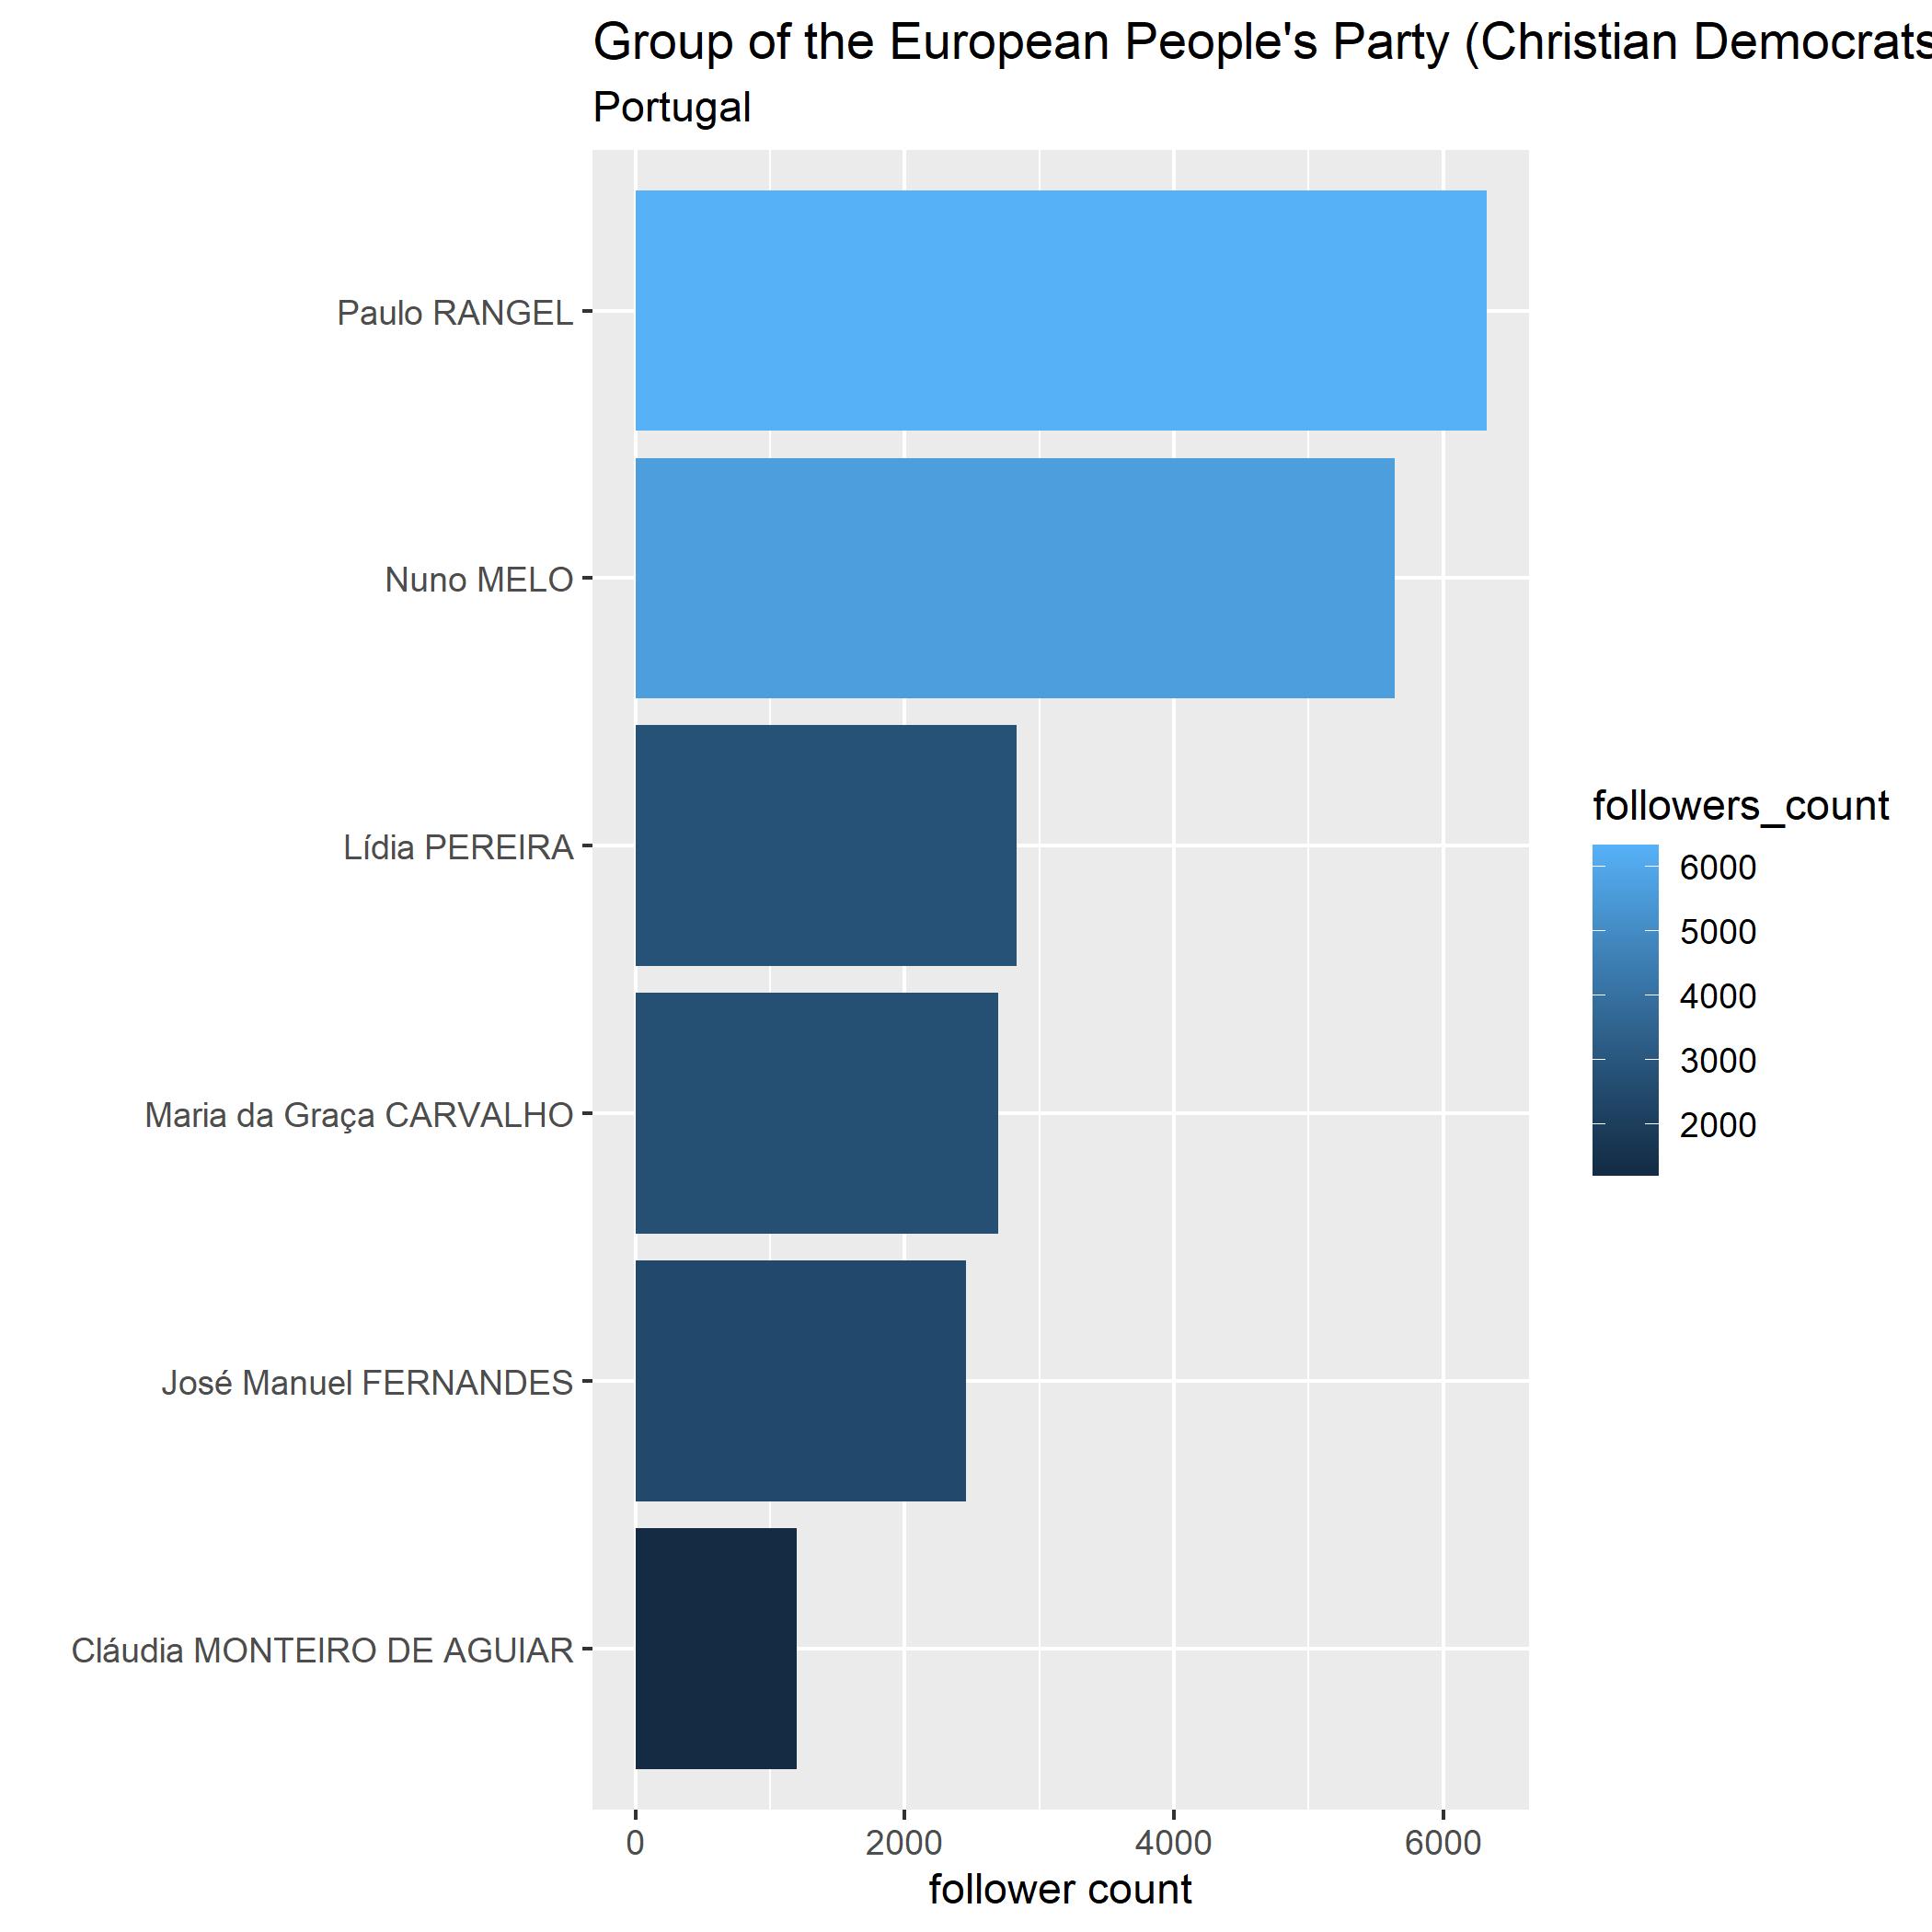 Group of the European People's Party (Christian Democrats
Portugal
Paulo RANGEL
Nuno MELO
Lídia PEREIRA
Maria da Graça CARVALHO
José Manuel FERNANDES
Cláudia MONTEIRO DE AGUIAR
0 2000 4000 6000
follower count
followers_count
6000
5000
4000
3000
2000